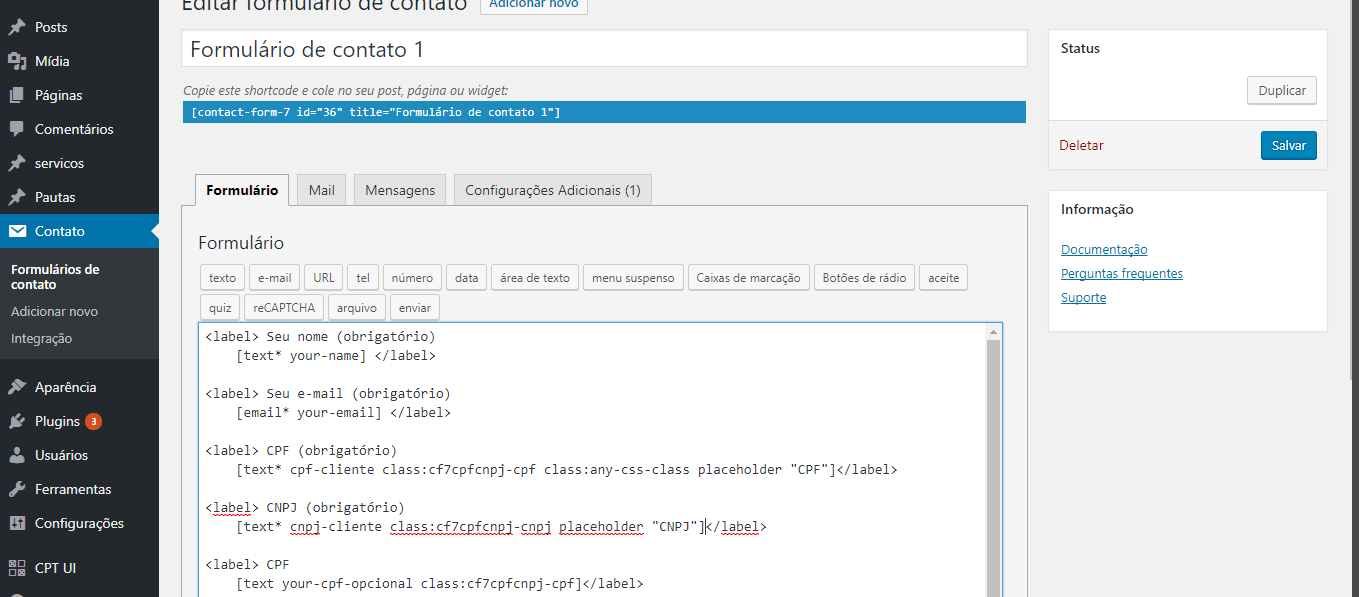 Editar formulário de contato
Adicionar novo
Posts
Mídia
Páginas
Comentários
servicos
Pautas
Contato
Formulários de
contato
Adicionar novo
Integração
Aparência
Plugins 3
Usuários
Ferramentas
Configurações
CPT UI
Formulário de contato 1
Copie este shortcode e cole no seu post, página ou widget:
[contact-form-7 id="36" title="Formulário de contato 1"]
Formulário Mail Mensagens Configurações Adicionais (1)
Formulário
texto e-mail URL tel número data área de texto menu suspenso Caixas de marcação Botões de rádio aceite
quiz reCAPTCHA arquivo enviar
<label> Seu nome (obrigatório)
[text* your-name] </label>
<label> Seu e-mail (obrigatório)
[email* your-email] </label>
<label> CPF (obrigatório)
[text* cpf-cliente class:cf7cpfcnpj-cpf class:any-css-class placeholder "CPF"]</label>
<label> CNPJ (obrigatório)
[text* cnpj-cliente class:cf7cpfcnpj-cnpj placeholder "CNPJ"]</label>
<label> CPF
[text your-cpf-opcional class:cf7cpfcnpj-cpf]</label>
Status
Duplicar
Deletar Salvar
Informação
Documentação
Perguntas frequentes
Suporte